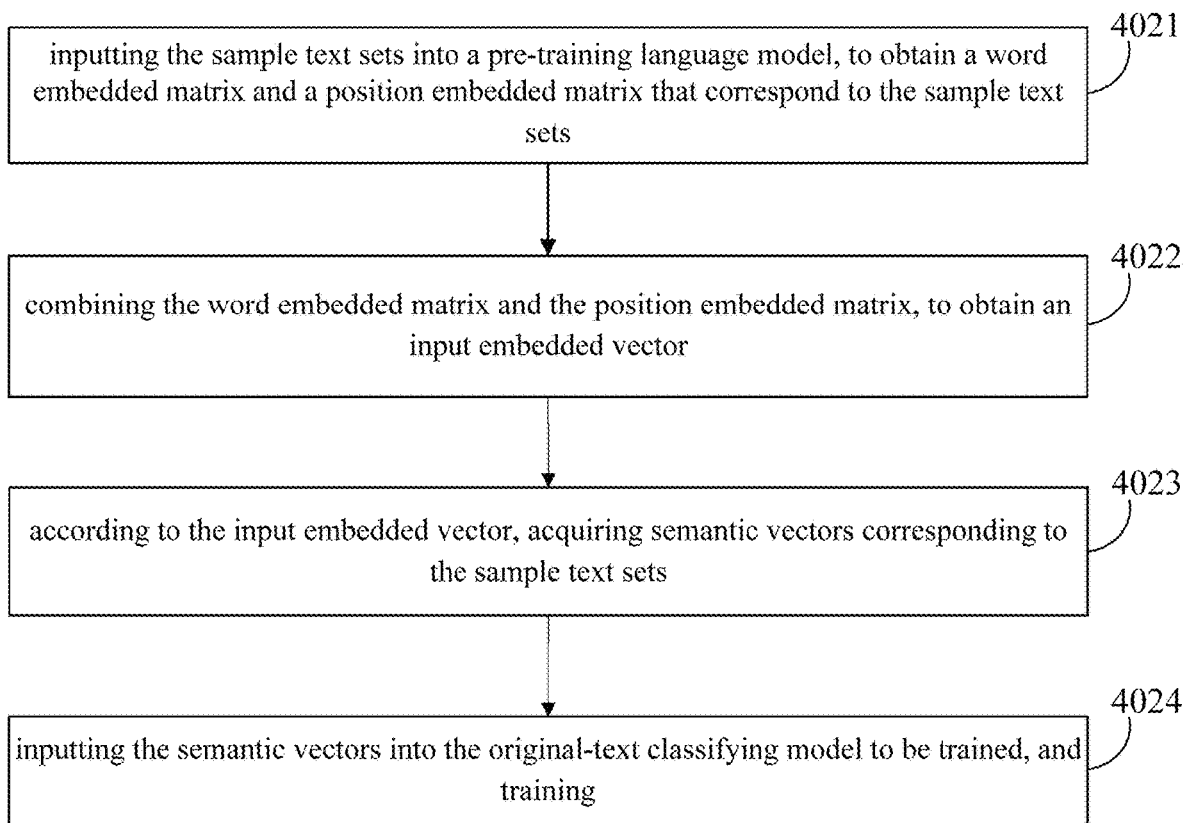 4021
inputting the sample text sets into a pre-training language model, to obtain a word
embedded matrix and a position embedded matrix that correspond to the sample text
sets
4022
combining the word embedded matrix and the position embedded matrix, to obtain an
input embedded vector
4023
according to the input embedded vector, acquiring semantic vectors corresponding to
the sample text sets
4024
inputting the semantic vectors into the original-text classifying model to be trained, and
training